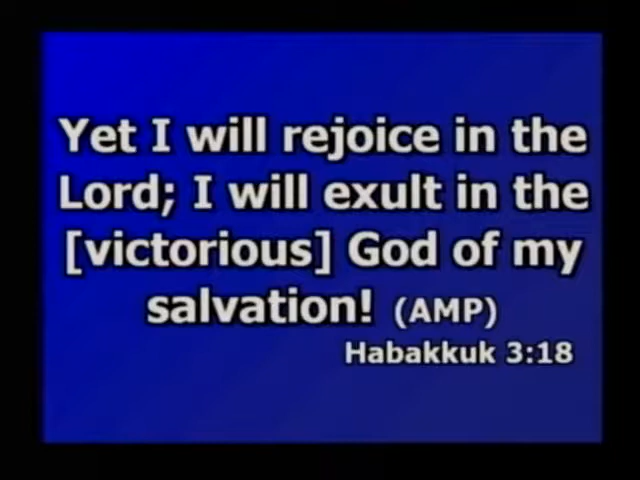 Yet I will rejoice in the
Lord; I will exult in the
[victorious] God of my
salvation! (AMP)
Habakkuk 3:18